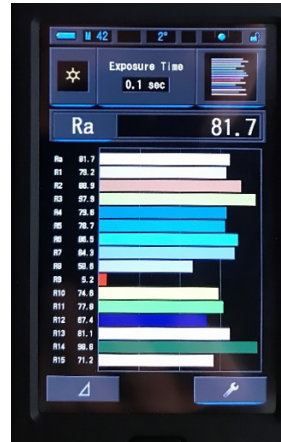 M 42 2°
Exposure Time
0.1 sec
Ra 81.7
Ra 81.7
R1 79.2
R2 88.9
R3 97.9
R4 79.6
R5 78.7
R6 86.5
R7 84.3
R8 58.6
R9 5.2
R10 74.6
R11 77.8
R12 67.4
R13 81.1
R14 98.8
R15 71.2